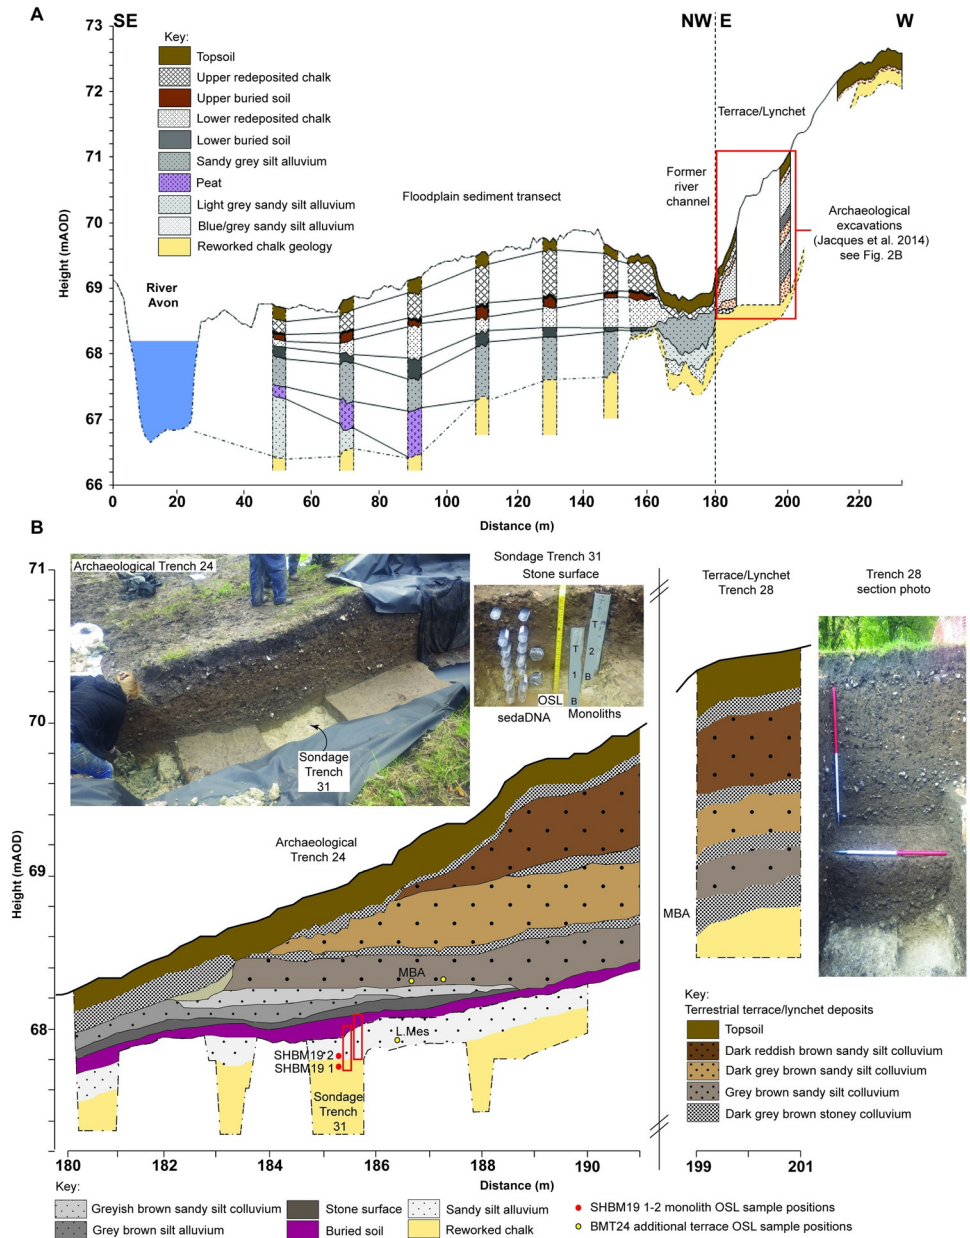 A
SE
NW
E
W
Key:
Topsoil
Upper redeposited chalk
Upper buried soil
Lower redeposited chalk
Lower buried soil
Sandy grey silt alluvium
Peat
Light grey sandy silt alluvium
Blue/grey sandy silt alluvium
Reworked chalk geology
Terrace/Lynchet
Former
river
channel
Floodplain sediment transect
Archaeological
excavations
(Jacques et al. 2014)
see Fig. 2B
River
Avon
Height (mAOD)
73
72
71
70
69
68
67
66
0
20
40
60
80
100
120
140
160
180
200
220
Distance (m)
B
Archaeological Trench 24
Sondage
Trench
31
Sondage Trench 31
Stone surface
T
2
T
1
B
B
OSL
sedaDNA
Monoliths
Terrace/Lynchet
Trench 28
Trench 28
section photo
MBA
Archaeological
Trench 24
MBA
L.Mes
SHBM19 2
SHBM19 1
Sondage
Trench
31
Height (mAOD)
71
70
69
68
180
182
184
186
188
190
199
201
Distance (m)
Key:
Terrestrial terrace/lynchet deposits
Topsoil
Dark reddish brown sandy silt colluvium
Dark grey brown sandy silt colluvium
Grey brown sandy silt colluvium
Dark grey brown stoney colluvium
Key:
Greyish brown sandy silt colluvium
Grey brown silt alluvium
Stone surface
Buried soil
Sandy silt alluvium
Reworked chalk
SHBM19 1-2 monolith OSL sample positions
BMT24 additional terrace OSL sample positions